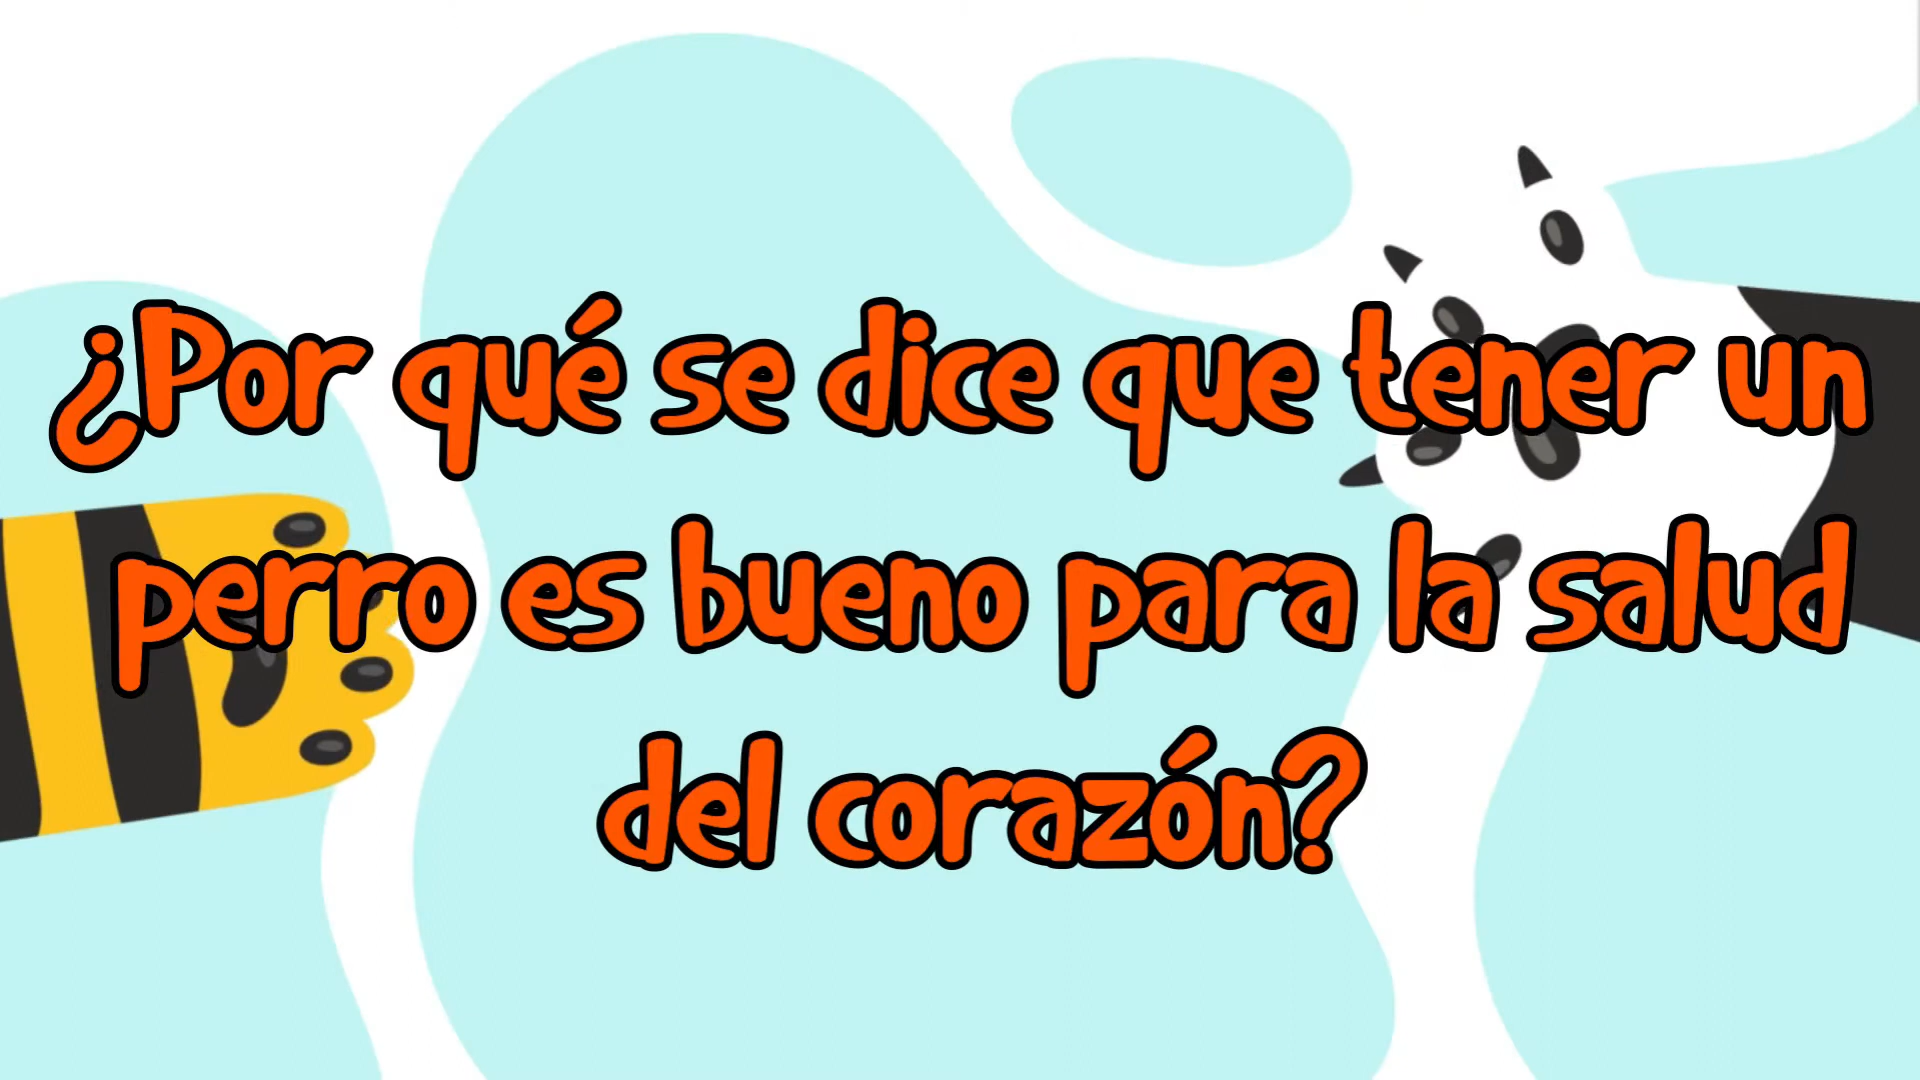 ¿Por qué se dice que tener un
perro es bueno para la salud
del corazón?